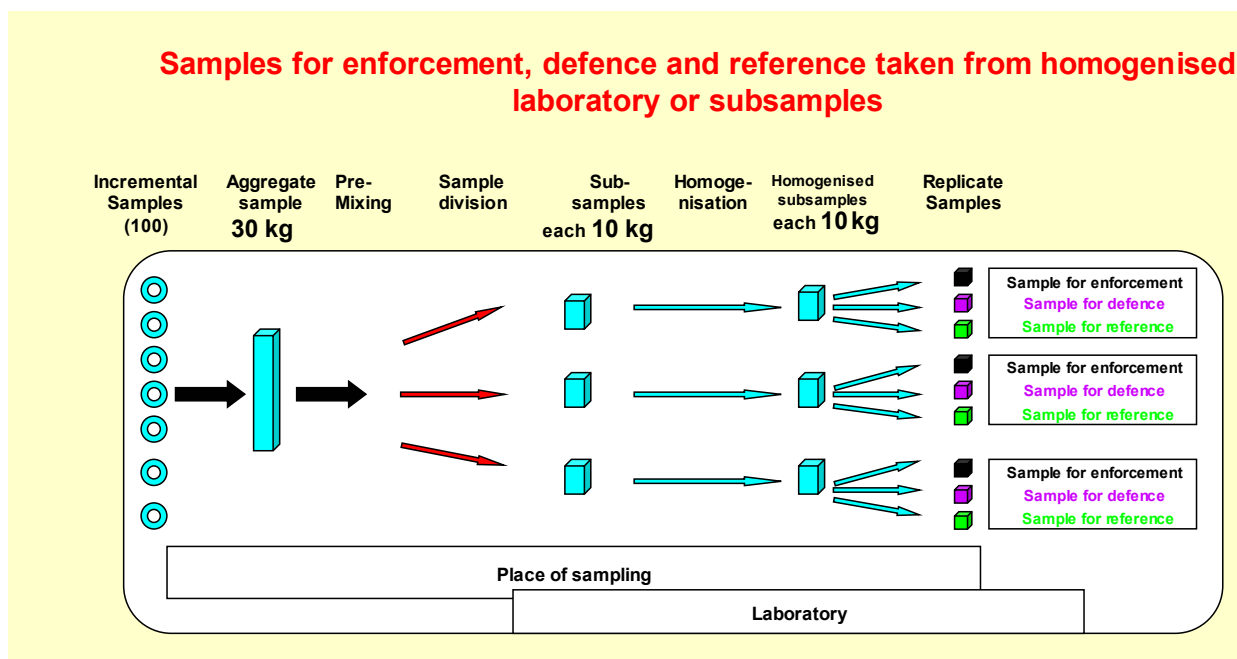 Samples for enforcement, defence and reference taken from homogenised
laboratory or subsamples
Incremental
Samples
(100)
Aggregate
sample
30 kg
Pre-
Mixing
Sample
division
Sub-
samples
each 10 kg
Homoge-
nisation
Homogenised
subsamples
each 10 kg
Replicate
Samples
Sample for enforcement
Sample for defence
Sample for reference
Sample for enforcement
Sample for defence
Sample for reference
Sample for enforcement
Sample for defence
Sample for reference
Place of sampling
Laboratory